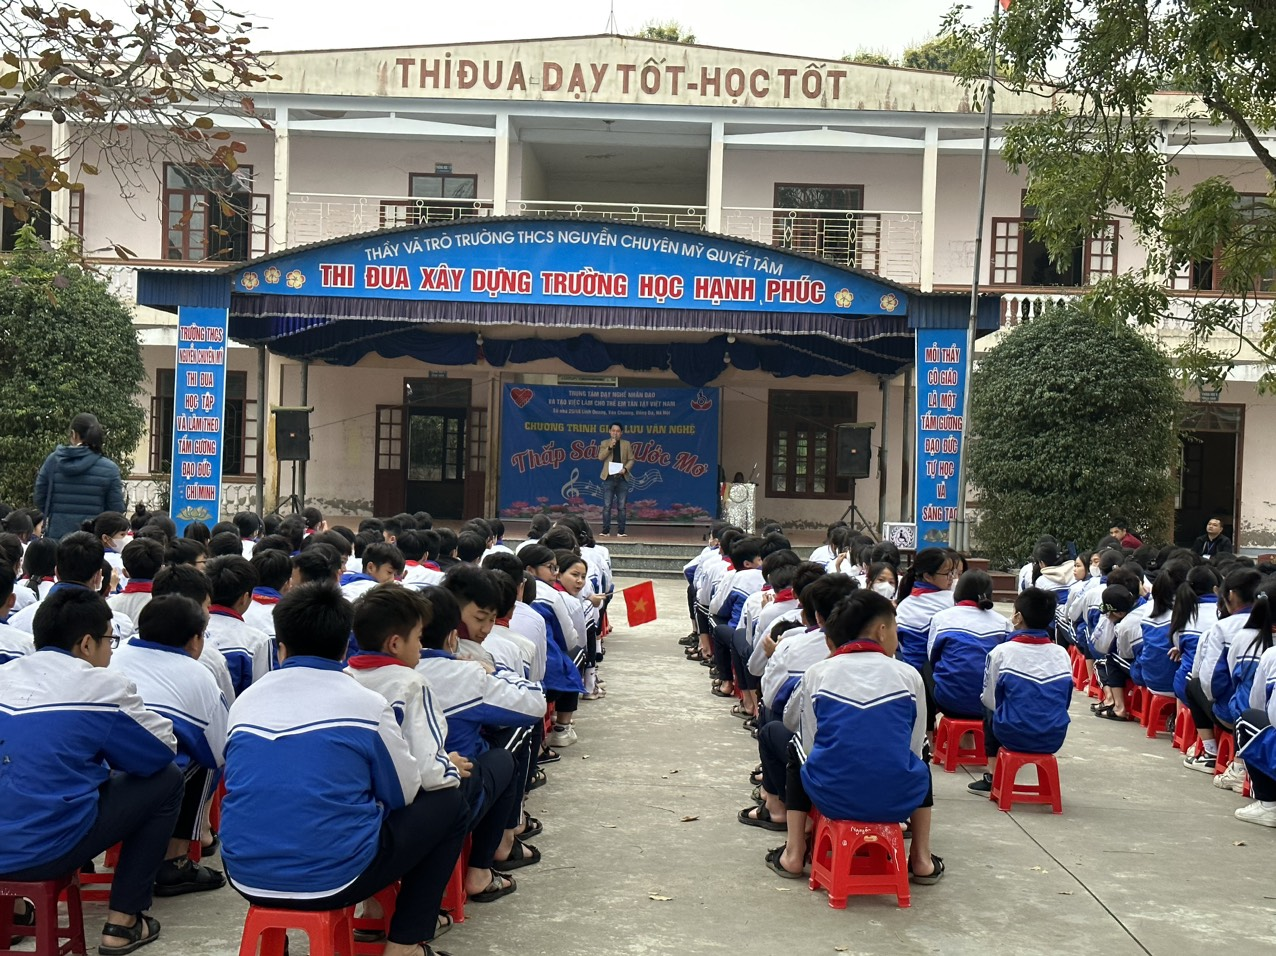 THI ĐUA DẠY TỐT-HỌC TỐT
THẦY VÀ TRÒ TRƯỜNG THCS NGUYỄN CHUYÊN MỸ QUYẾT TÂM
THI ĐUA XÂY DỰNG TRƯỜNG HỌC HẠNH PHÚC
TRƯỜNG THCS
NGUYỄN CHUYÊN MỸ
THI ĐUA
HỌC TẬP
VÀ LÀM THEO
TẤM GƯƠNG
ĐẠO ĐỨC
HỒ
CHÍ MINH
TRUNG TÂM DẠY NGHỀ NHÂN ĐẠO
VÀ TẠO VIỆC LÀM CHO TRẺ EM TÀN TẬT VIỆT NAM
CHƯƠNG TRÌNH GIAO LƯU VĂN NGHỆ
Thắp Sáng Ước Mơ
MỖI THẦY
CÔ GIÁO
LÀ MỘT
TẤM GƯƠNG
ĐẠO ĐỨC
TỰ HỌC
VÀ
SÁNG TẠO
Nguyễn